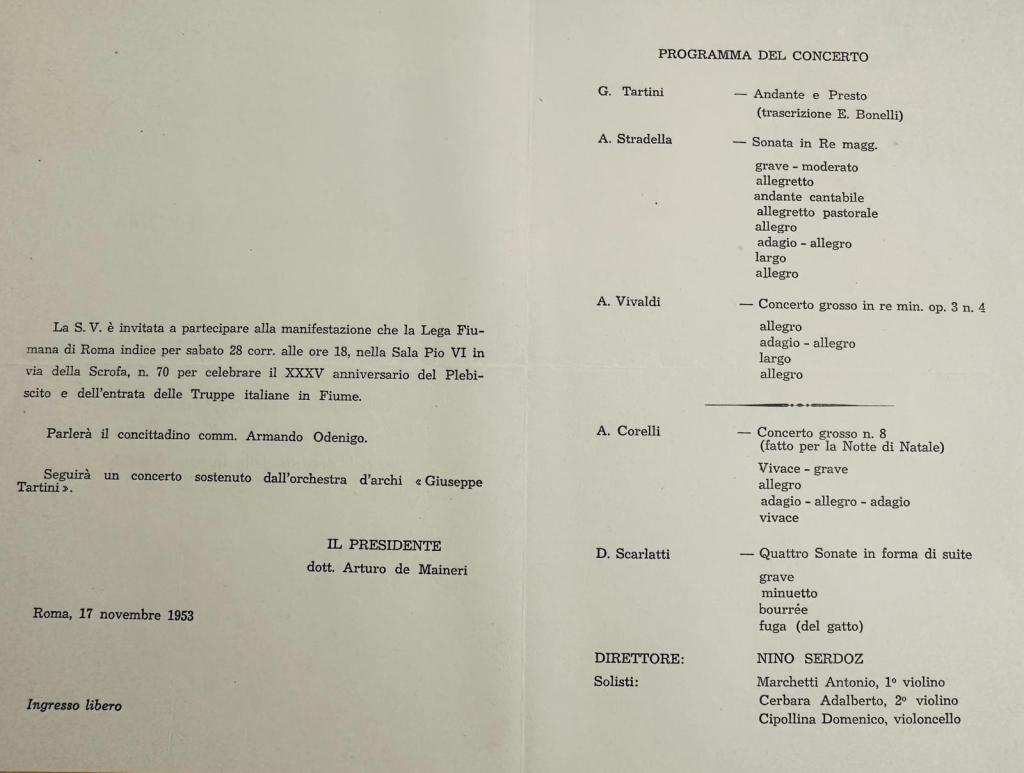 La S. V. è invitata a partecipare alla manifestazione che la Lega Fiu-
mana di Roma indice per sabato 28 corr. alle ore 18, nella Sala Pio VI in
via della Scrofa, n. 70 per celebrare il XXXV anniversario del Plebi-
scito e dell'entrata delle Truppe italiane in Fiume.
Parlerà il concittadino comm. Armando Odenigo.
Seguirà un concerto sostenuto dall'orchestra d'archi « Giuseppe
Tartini ».
IL PRESIDENTE
dott. Arturo de Maineri
Roma, 17 novembre 1953
Ingresso libero
PROGRAMMA DEL CONCERTO
G. Tartini — Andante e Presto
(trascrizione E. Bonelli)
A. Stradella — Sonata in Re magg.
grave - moderato
allegretto
andante cantabile
allegretto pastorale
allegro
adagio - allegro
largo
allegro
A. Vivaldi — Concerto grosso in re min. op. 3 n. 4
allegro
adagio - allegro
largo
allegro
A. Corelli — Concerto grosso n. 8
(fatto per la Notte di Natale)
Vivace - grave
allegro
adagio - allegro - adagio
vivace
D. Scarlatti — Quattro Sonate in forma di suite
grave
minuetto
bourrée
fuga (del gatto)
DIRETTORE: NINO SERDOZ
Solisti: Marchetti Antonio, 1º violino
Cerbara Adalberto, 2º violino
Cipollina Domenico, violoncello